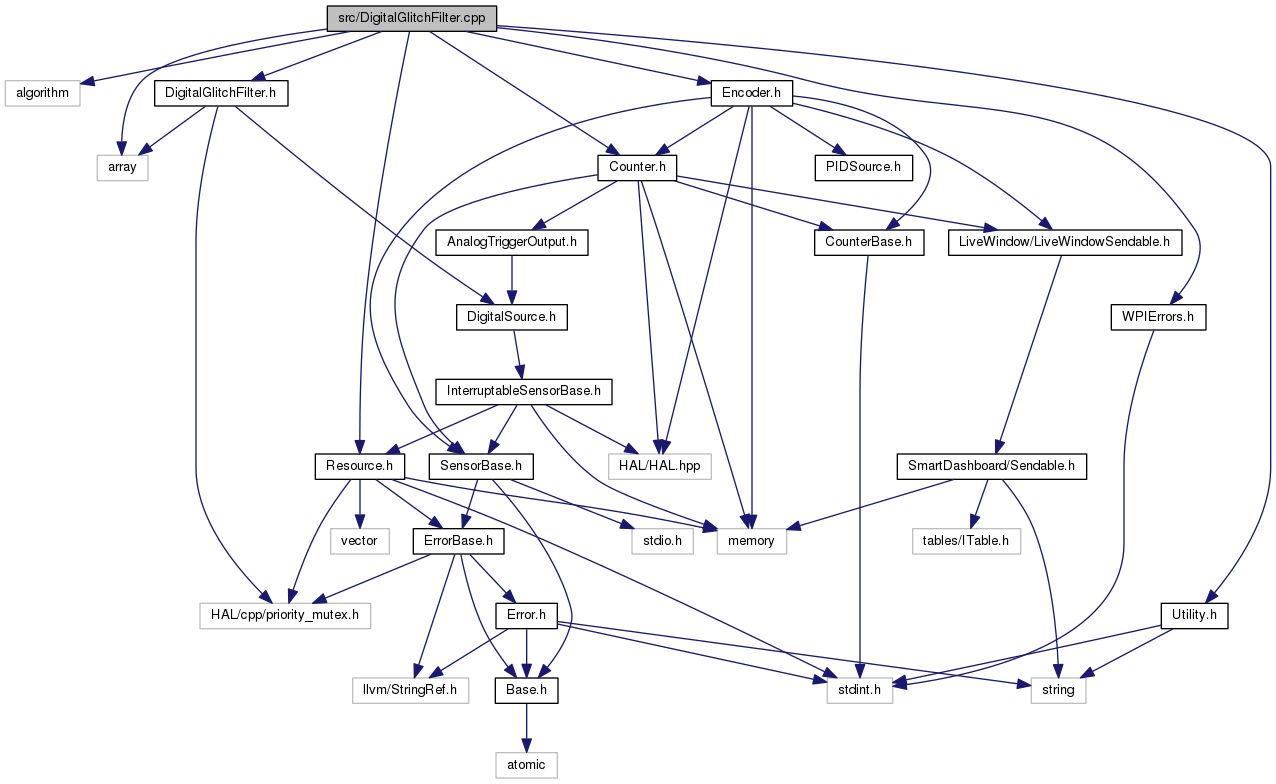 src/DigitalGlitchFilter.cpp
algorithm
DigitalGlitchFilter.h
Encoder.h
array
Counter.h
PIDSource.h
AnalogTriggerOutput.h
CounterBase.h
LiveWindow/LiveWindowSendable.h
DigitalSource.h
WPIErrors.h
InterruptableSensorBase.h
Resource.h
SensorBase.h
HAL/HAL.hpp
SmartDashboard/Sendable.h
vector
ErrorBase.h
stdio.h
memory
tables/ITable.h
HAL/cpp/priority_mutex.h
Error.h
Utility.h
llvm/StringRef.h
Base.h
stdint.h
string
atomic